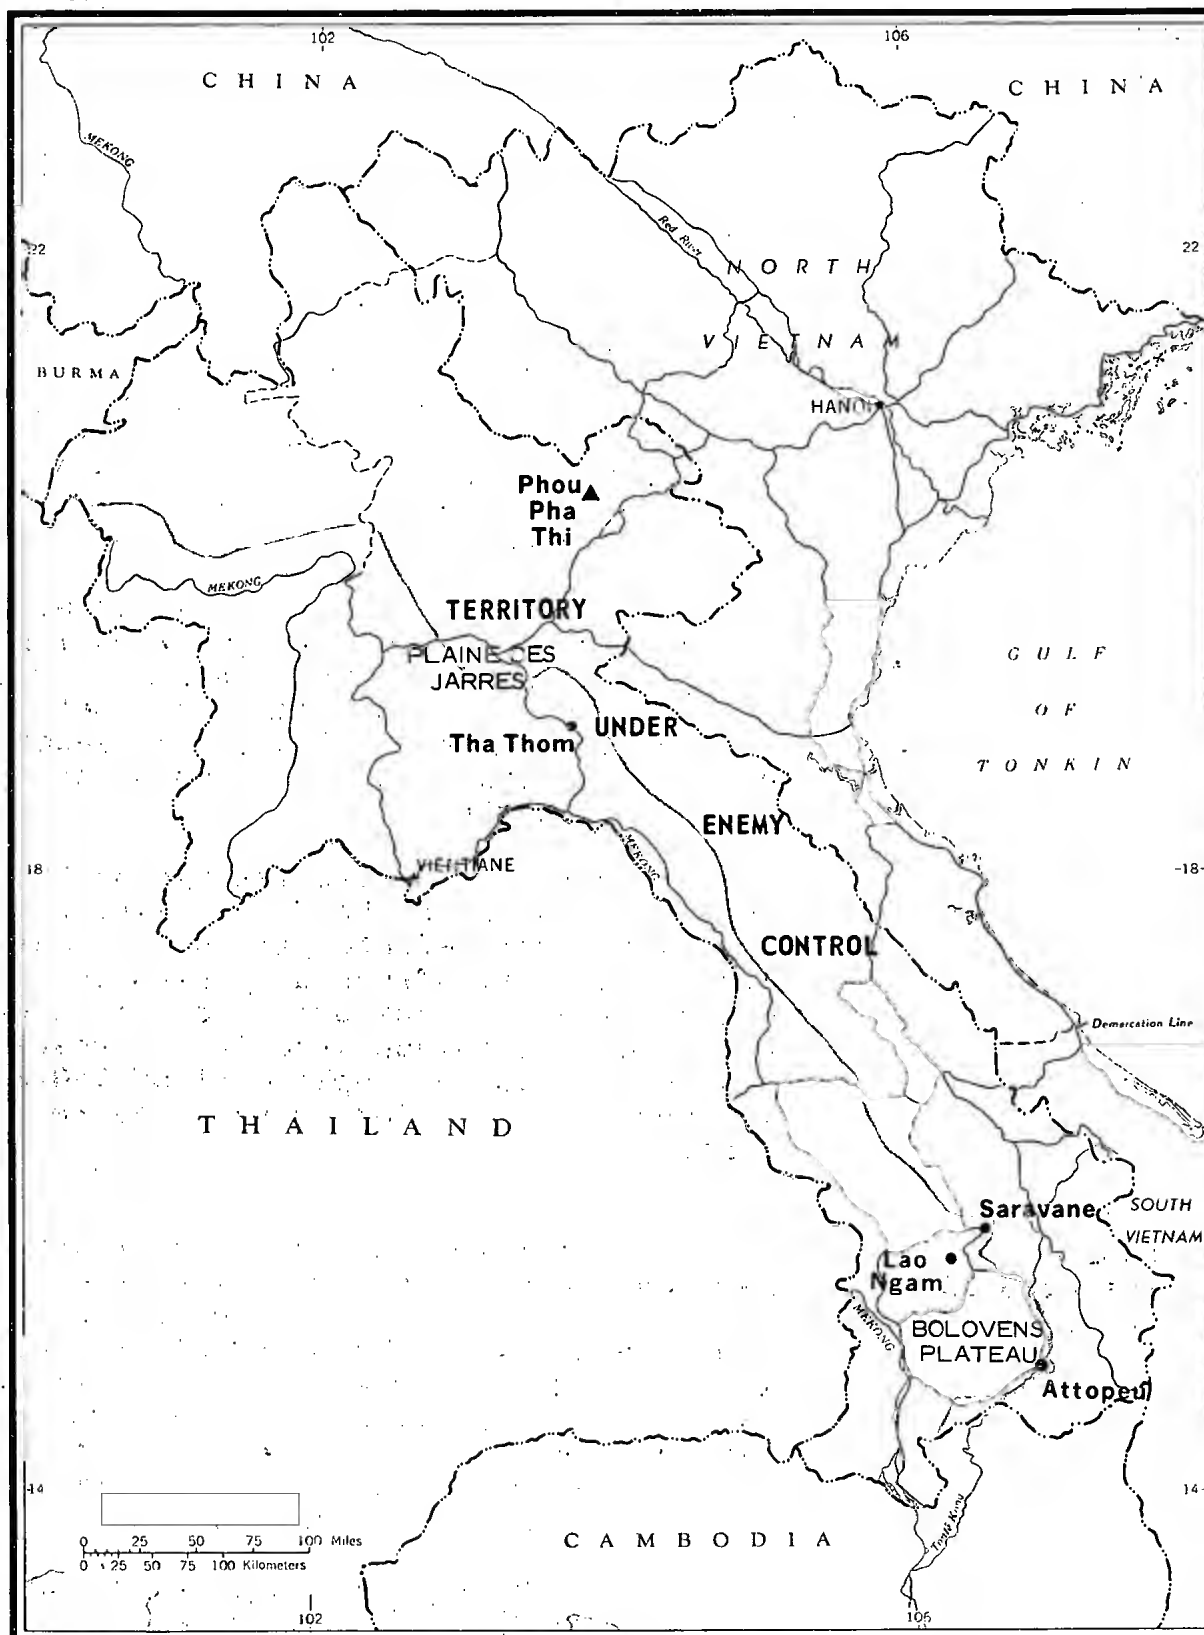 102
106
CHINA
CHINA
MEKONG
Red River
22
22
NORTH
VIETNAM
BURMA
HANOI
Phou
Pha
Thi
MEKONG
TERRITORY
PLAINE DES
JARRES
GULF
OF
TONKIN
UNDER
Tha Thom
ENEMY
MEKONG
VIENTIANE
18
18
CONTROL
Demarcation Line
THAILAND
Saravane
SOUTH
VIETNAM
Lao
Ngam
MEKONG
BOLOVENS
PLATEAU
Attopeu
14
14
0 25 50 75 100 Miles
0 25 50 75 100 Kilometers
CAMBODIA
102
106